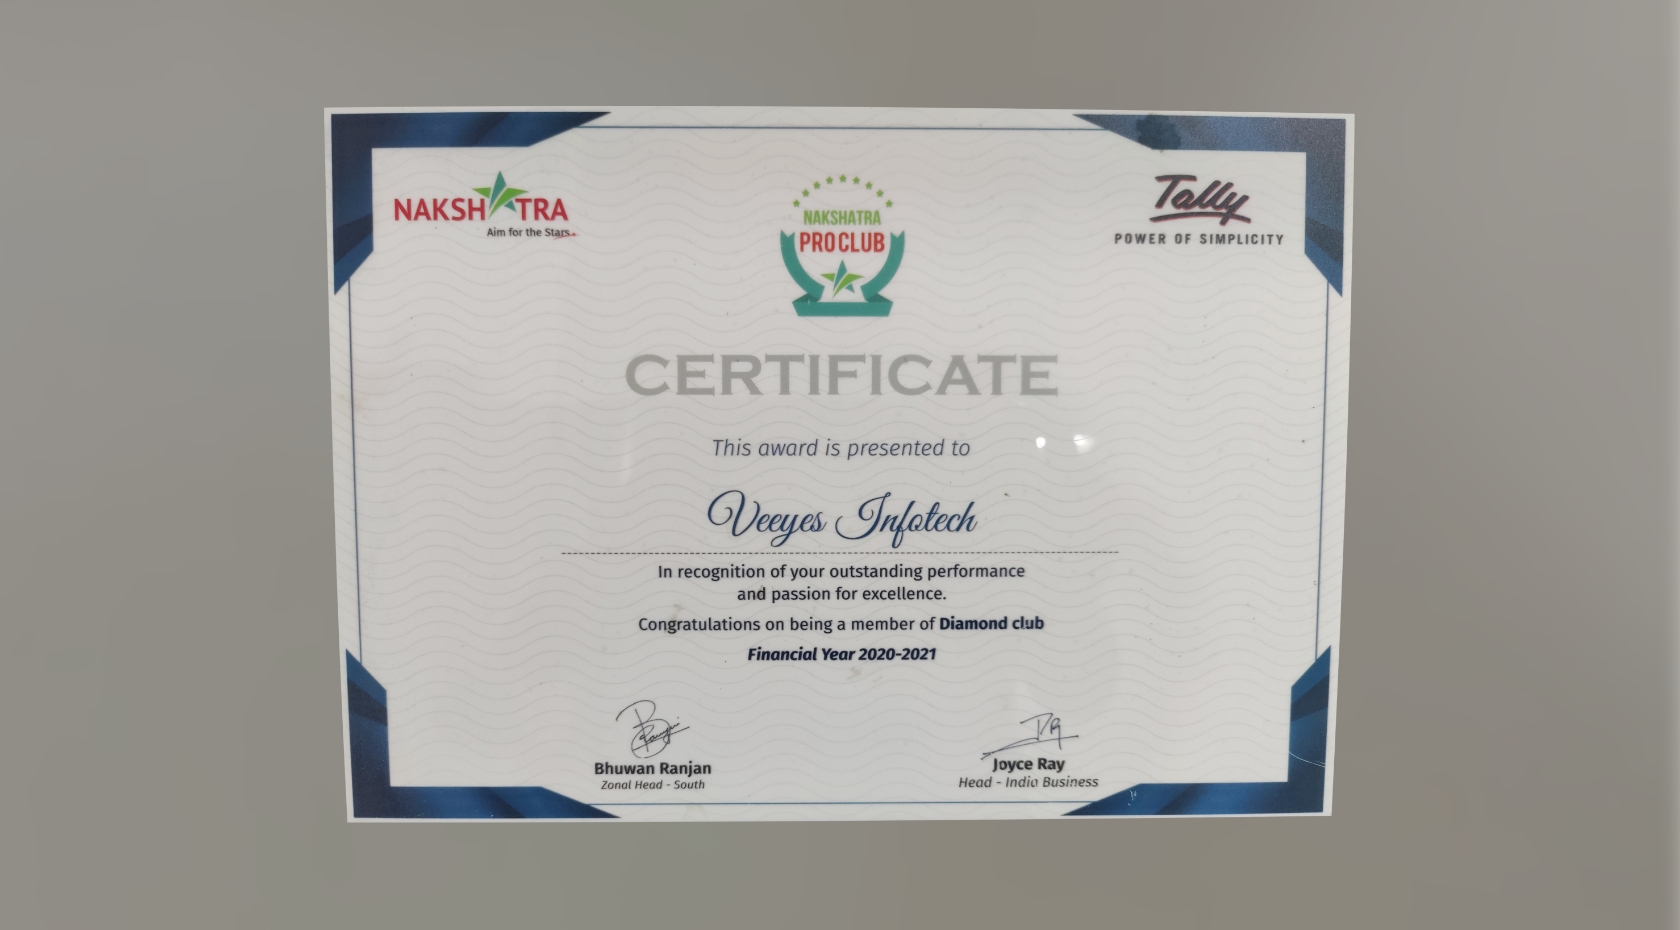 NAKSHATRA
Aim for the Stars
NAKSHATRA
PRO CLUB
Tally
POWER OF SIMPLICITY
CERTIFICATE
This award is presented to
Veeyes Infotech
In recognition of your outstanding performance
and passion for excellence.
Congratulations on being a member of Diamond club
Financial Year 2020-2021
Bhuwan Ranjan
Zonal Head - South
Joyce Ray
Head - India Business